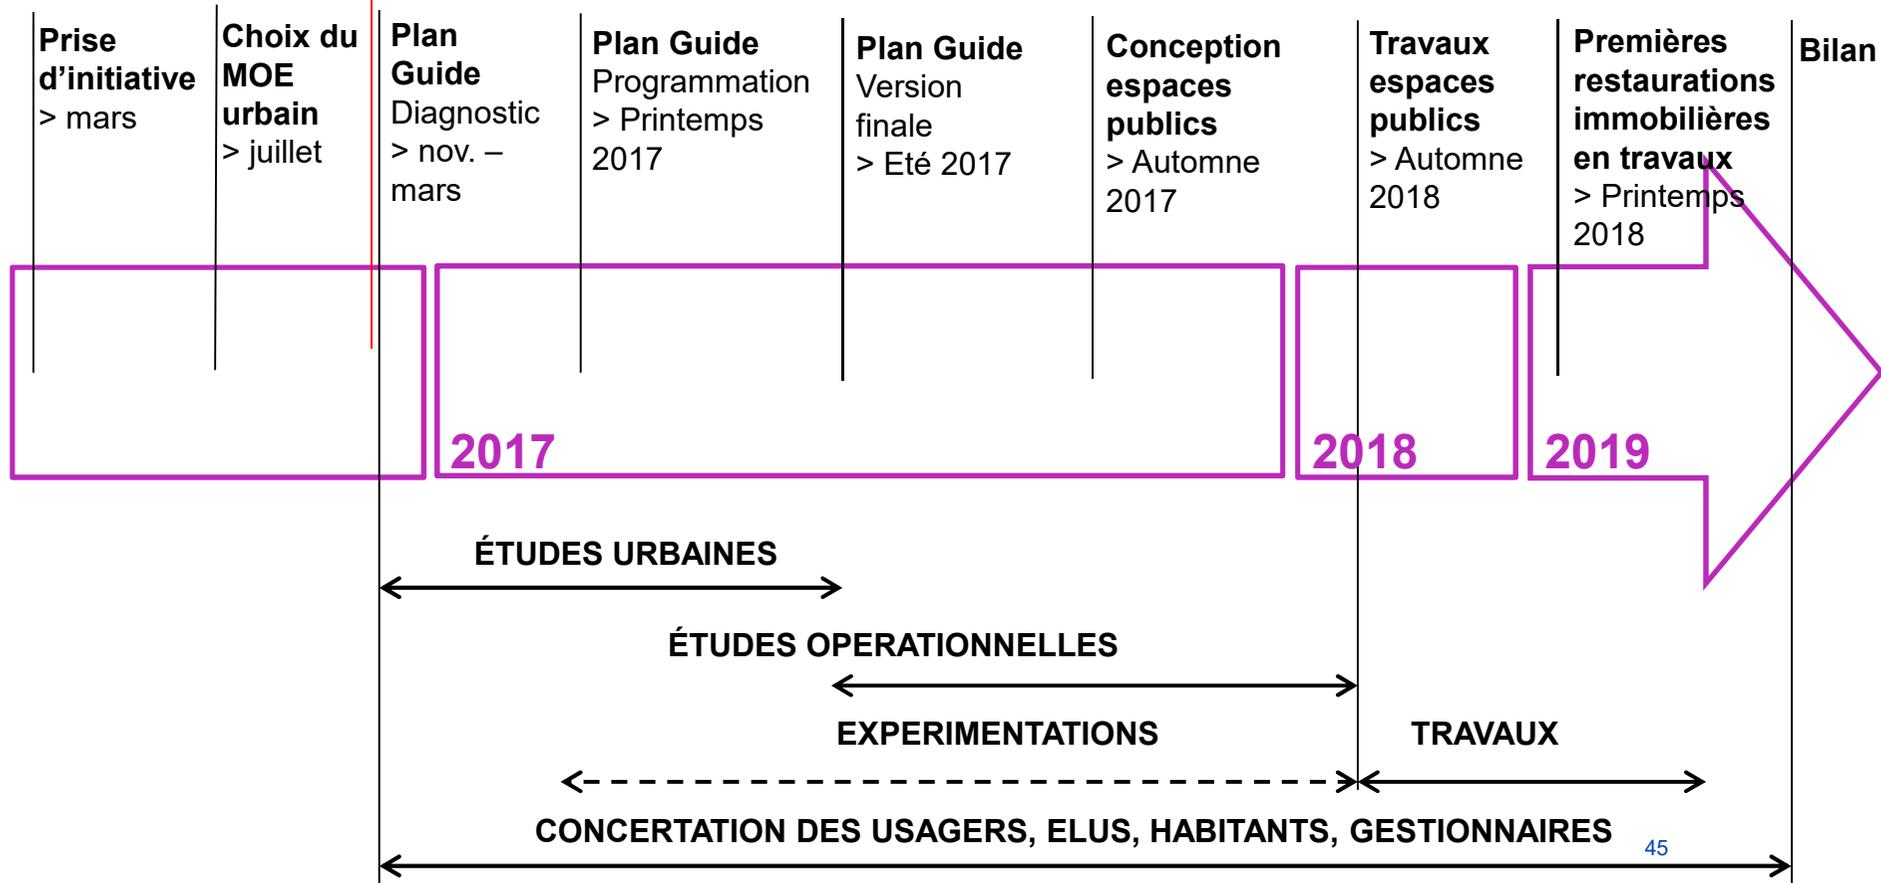 Prise
d’initiative
> mars
Choix du
MOE
urbain
> juillet
Plan
Guide
Diagnostic
> nov. –
mars
Plan Guide
Programmation
> Printemps
2017
Plan Guide
Version
finale
> Eté 2017
Conception
espaces
publics
> Automne
2017
Travaux
espaces
publics
> Automne
2018
Premières
restaurations
immobilières
en travaux
> Printemps
2018
Bilan
2017
2018
2019
ÉTUDES URBAINES
ÉTUDES OPERATIONNELLES
EXPERIMENTATIONS
TRAVAUX
CONCERTATION DES USAGERS, ELUS, HABITANTS, GESTIONNAIRES
45